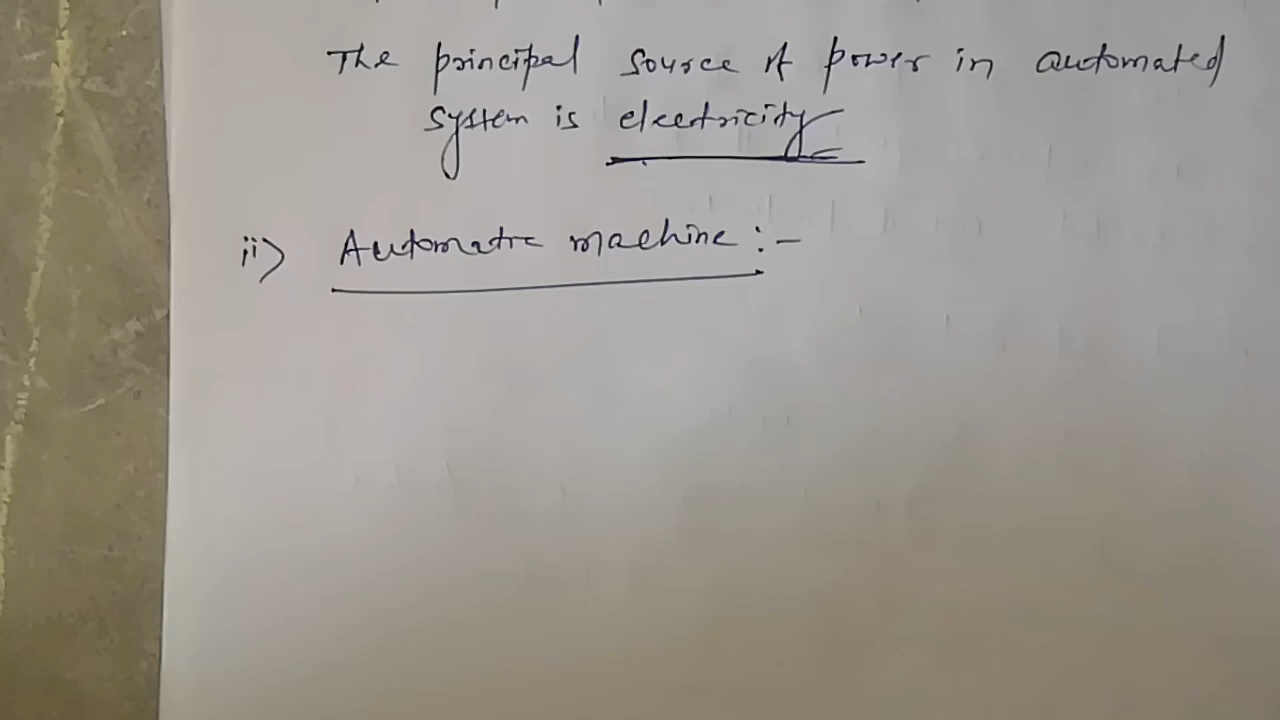 The principal source of power in automated
system is electricity
ii) Automatic machine :-